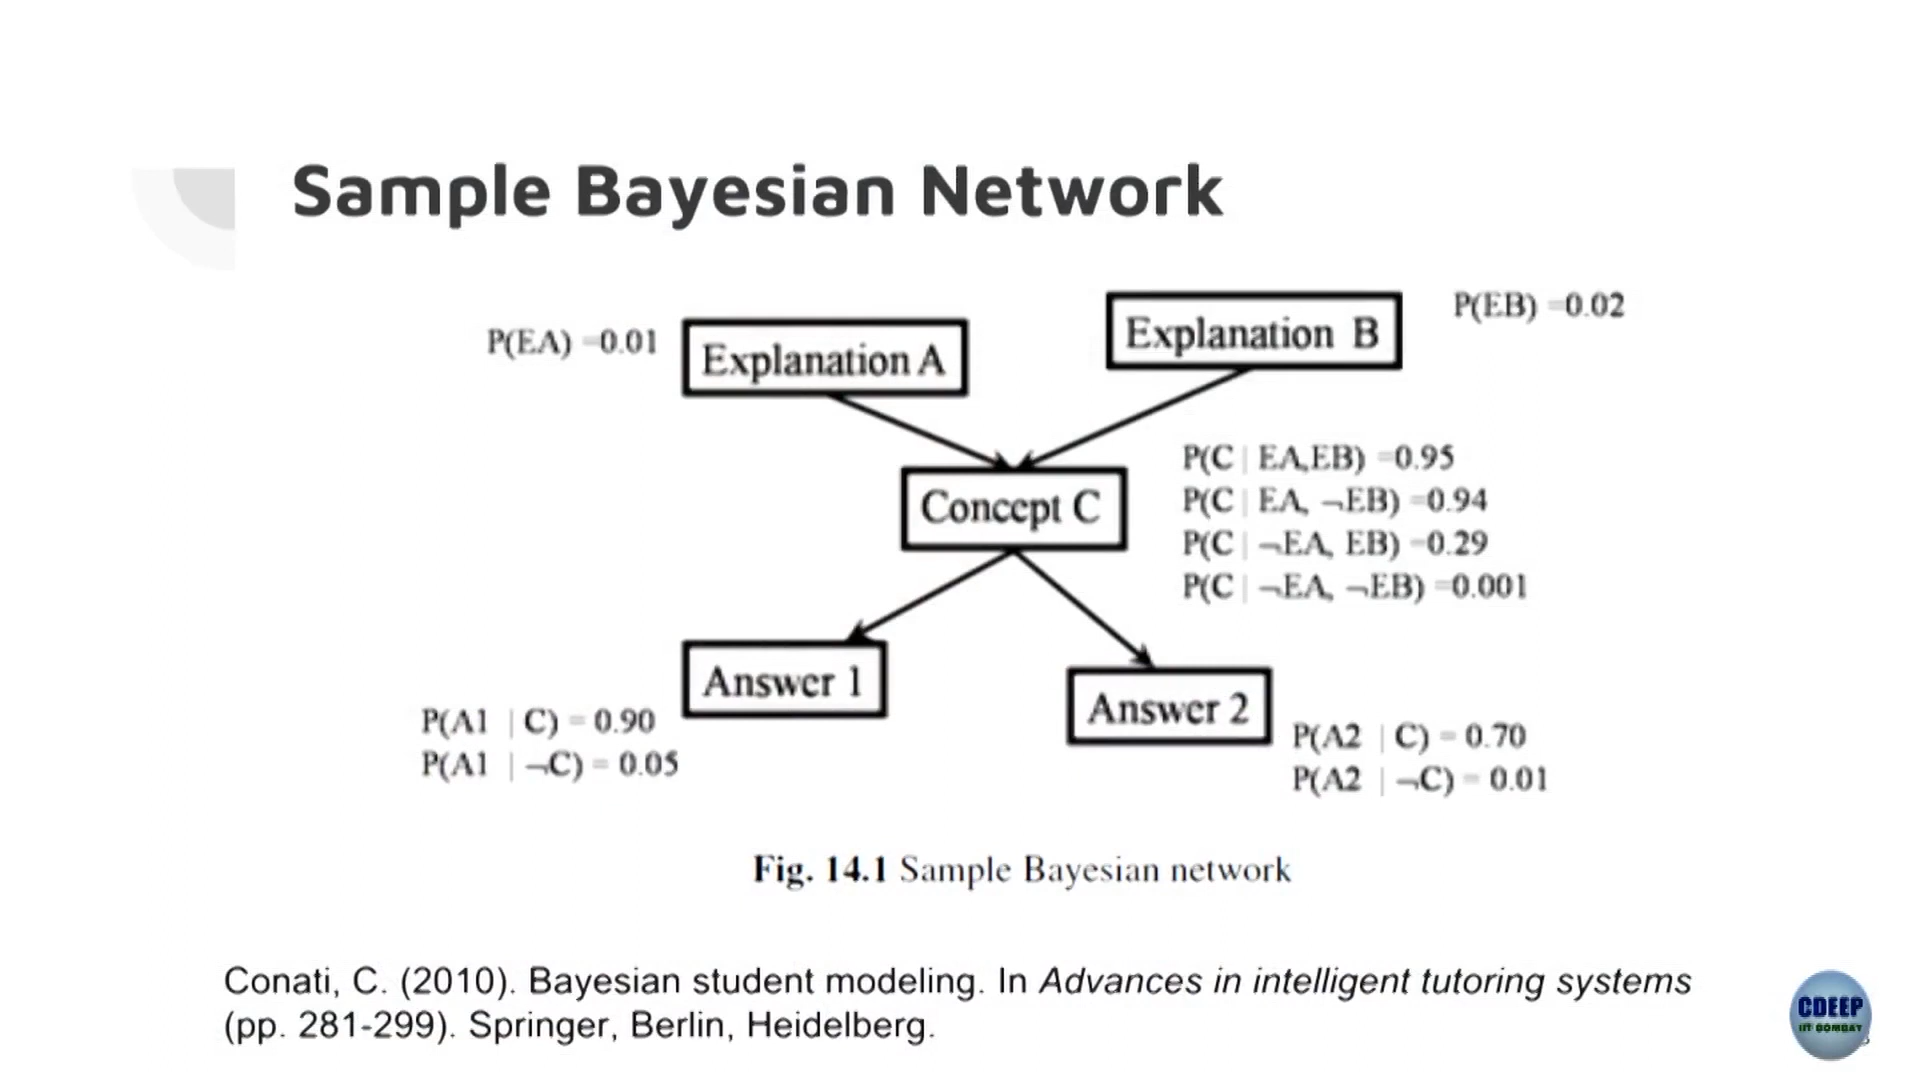 Sample Bayesian Network
P(EA) =0.01
Explanation A
Explanation B
P(EB) =0.02
Concept C
P(C | EA,EB) =0.95
P(C | EA, ¬EB) =0.94
P(C | ¬EA, EB) =0.29
P(C | ¬EA, ¬EB) =0.001
Answer 1
P(A1 | C) = 0.90
P(A1 | ¬C) = 0.05
Answer 2
P(A2 | C) = 0.70
P(A2 | ¬C) = 0.01
Fig. 14.1 Sample Bayesian network
Conati, C. (2010). Bayesian student modeling. In Advances in intelligent tutoring systems
(pp. 281-299). Springer, Berlin, Heidelberg.
CDEEP
IIT BOMBAY